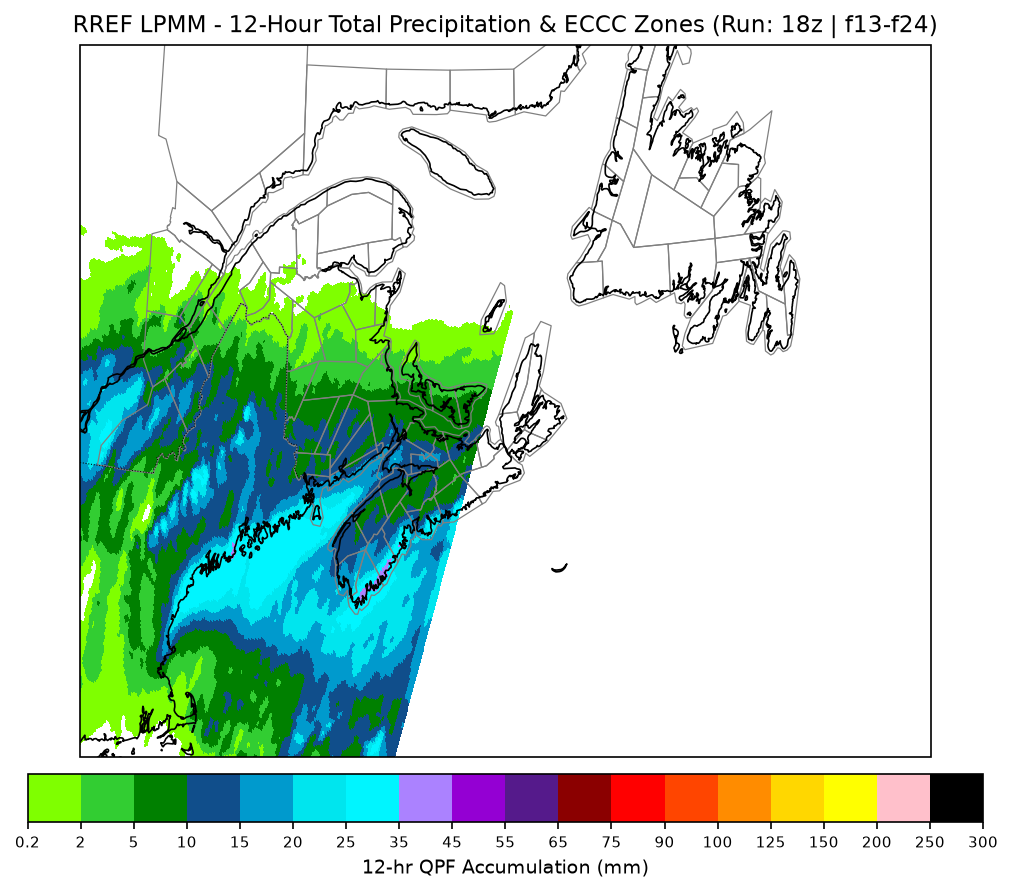 RREF LPMM - 12-Hour Total Precipitation & ECCC Zones (Run: 18z | f13-f24)
0.2 2 5 10 15 20 25 35 45 55 65 75 90 100 125 150 200 250 300
12-hr QPF Accumulation (mm)